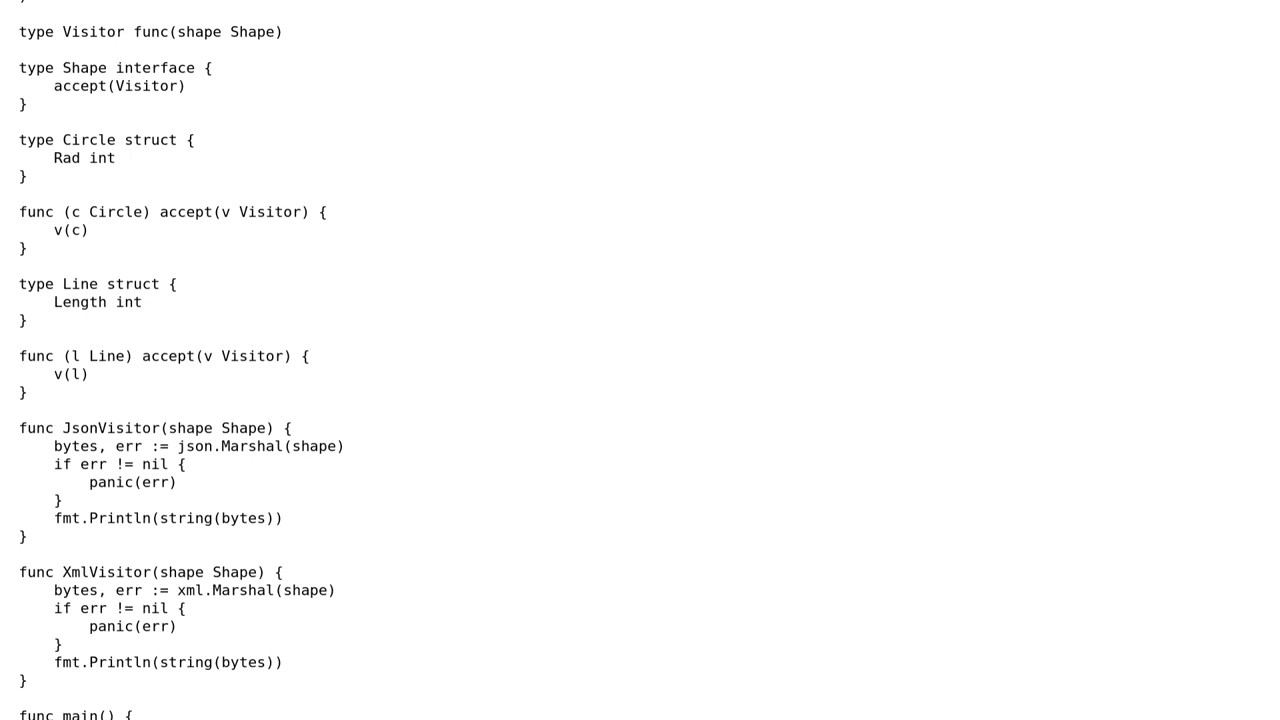 )
type Visitor func(shape Shape)
type Shape interface {
    accept(Visitor)
}
type Circle struct {
    Rad int
}
func (c Circle) accept(v Visitor) {
    v(c)
}
type Line struct {
    Length int
}
func (l Line) accept(v Visitor) {
    v(l)
}
func JsonVisitor(shape Shape) {
    bytes, err := json.Marshal(shape)
    if err != nil {
        panic(err)
    }
    fmt.Println(string(bytes))
}
func XmlVisitor(shape Shape) {
    bytes, err := xml.Marshal(shape)
    if err != nil {
        panic(err)
    }
    fmt.Println(string(bytes))
}
func main() {